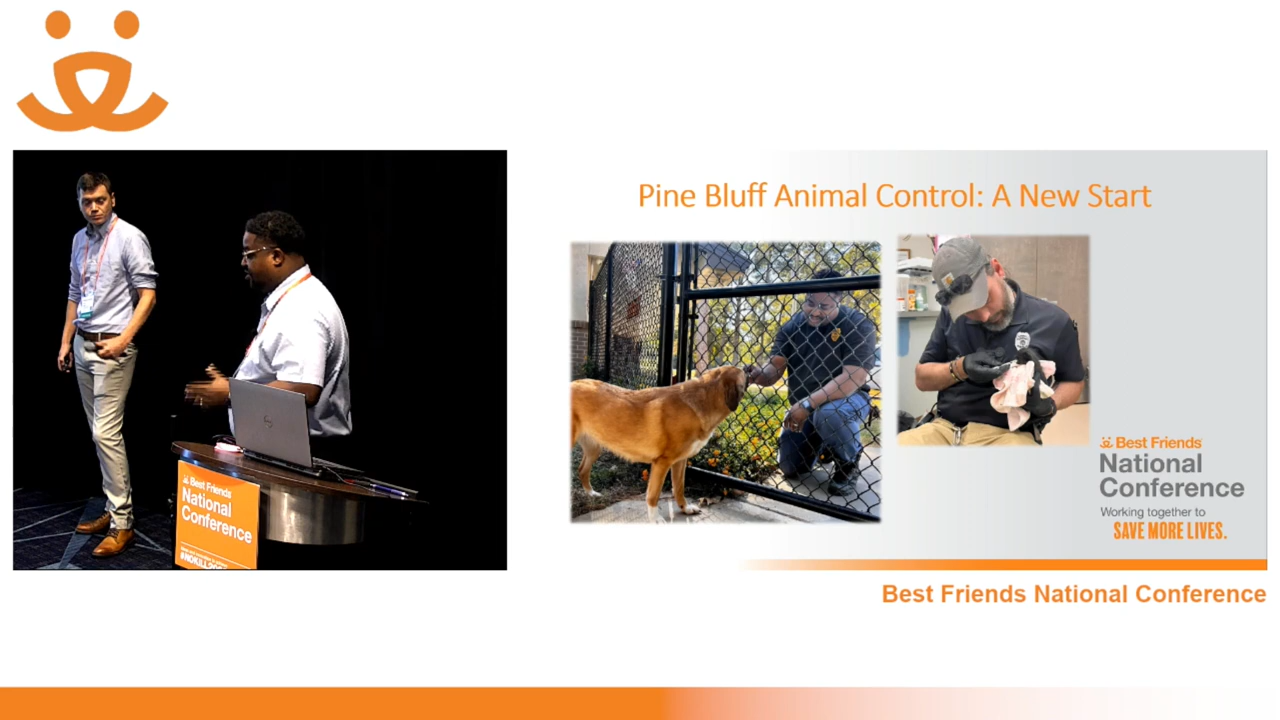 Pine Bluff Animal Control: A New Start
Best Friends
National
Conference
Working together to
SAVE MORE LIVES.
Best Friends
National
Conference
Best Friends National Conference